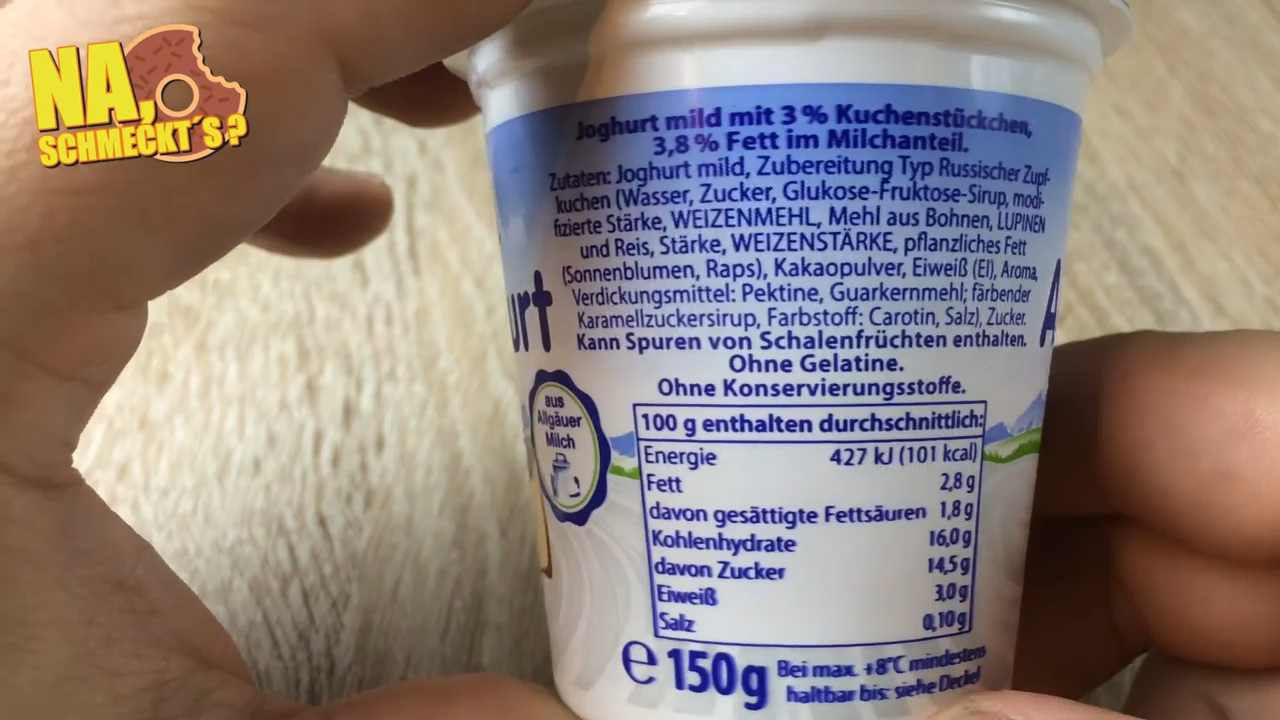 NA,
SCHMECKT´S?
Joghurt mild mit 3 % Kuchenstückchen,
3,8 % Fett im Milchanteil.
Zutaten: Joghurt mild, Zubereitung Typ Russischer Zupf-
kuchen (Wasser, Zucker, Glukose-Fruktose-Sirup, modi-
fizierte Stärke, WEIZENMEHL, Mehl aus Bohnen, LUPINEN
und Reis, Stärke, WEIZENSTÄRKE, pflanzliches Fett
(Sonnenblumen, Raps), Kakaopulver, Eiweiß (EI), Aroma,
Verdickungsmittel: Pektine, Guarkernmehl; färbender
Karamellzuckersirup, Farbstoff: Carotin, Salz), Zucker.
Kann Spuren von Schalenfrüchten enthalten.
Ohne Gelatine.
Ohne Konservierungsstoffe.
urt
A
aus
Allgäuer
Milch
100 g enthalten durchschnittlich:
Energie 427 kJ (101 kcal)
Fett 2,8 g
davon gesättigte Fettsäuren 1,8 g
Kohlenhydrate 16,0 g
davon Zucker 14,5 g
Eiweiß 3,0 g
Salz 0,10 g
e 150 g
Bei max. +8°C mindestens
haltbar bis: siehe Deckel